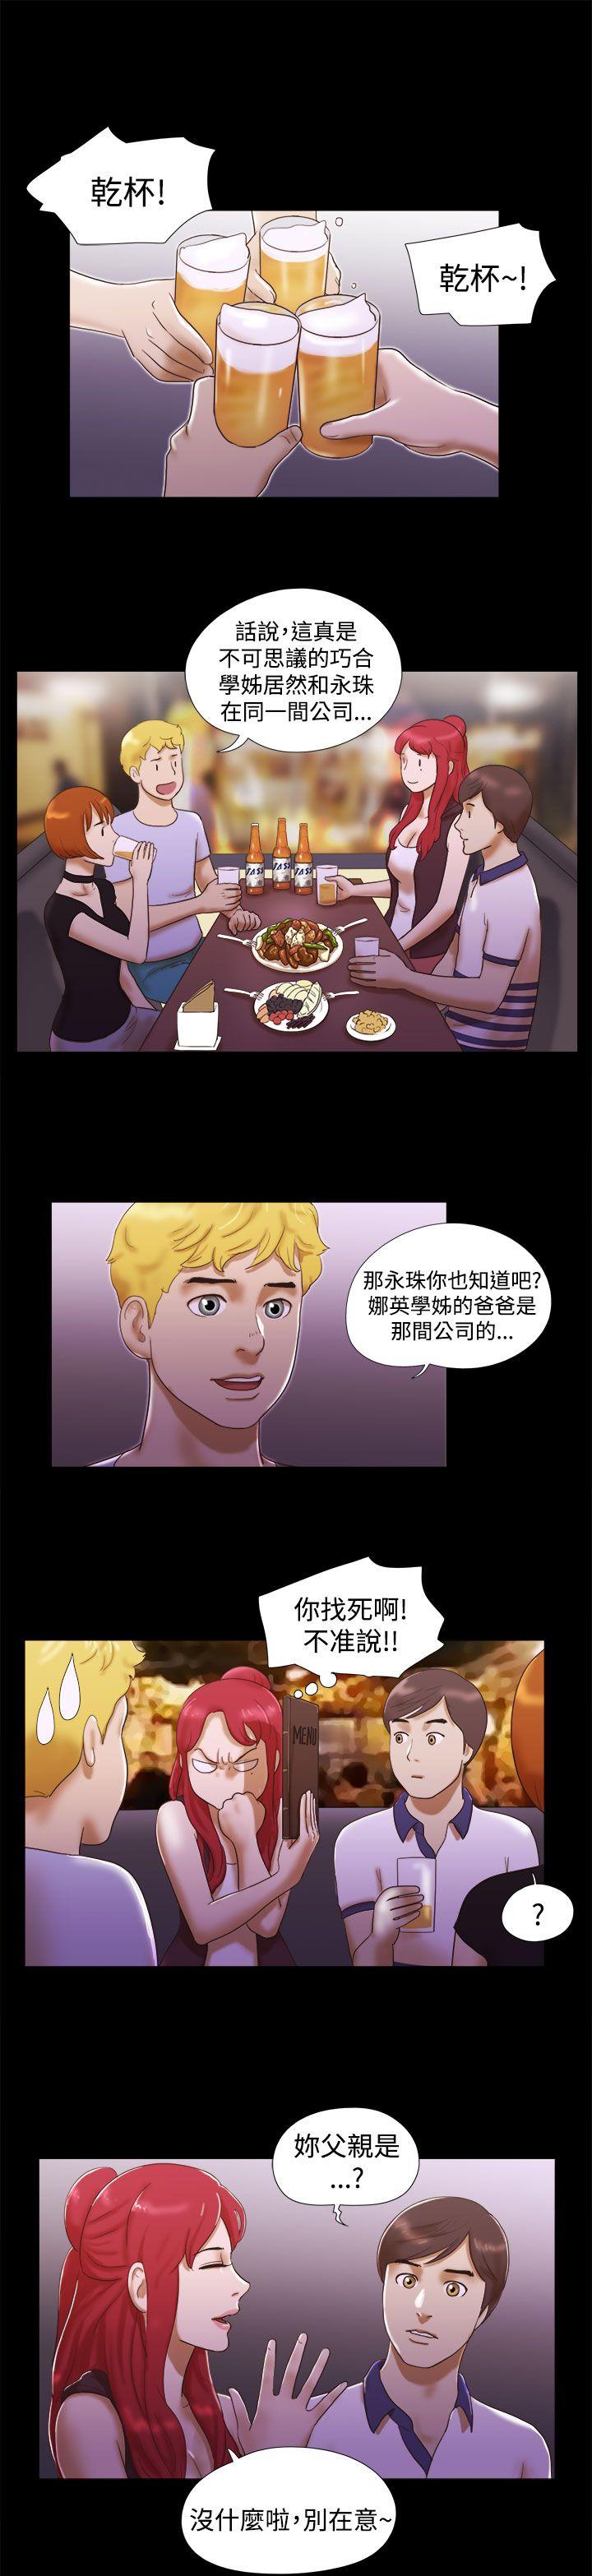 乾杯!
乾杯~!
話說,這真是
不可思議的巧合
學姊居然和永珠
在同一間公司...
TASS
TASS
TASS
那永珠你也知道吧?
娜英學姊的爸爸是
那間公司的...
你找死啊!
不准說!!
MENU
?
妳父親是
...?
沒什麼啦,別在意~